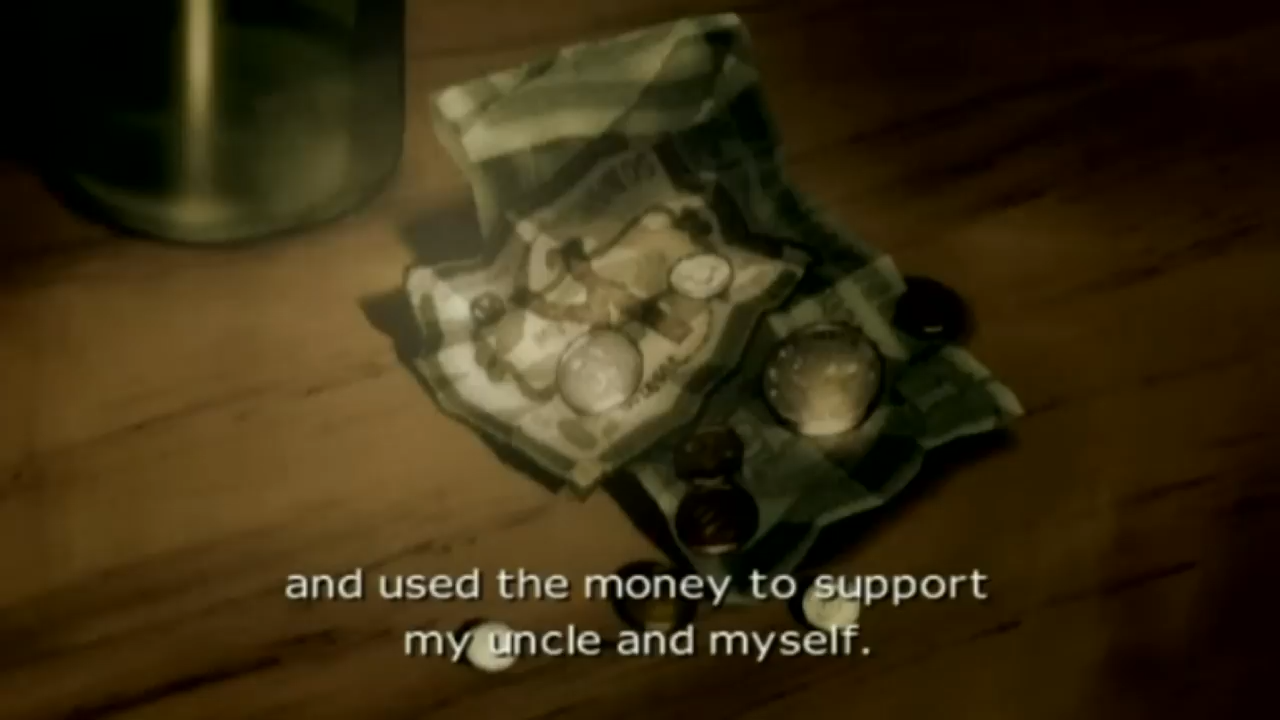 and used the money to support
my uncle and myself.